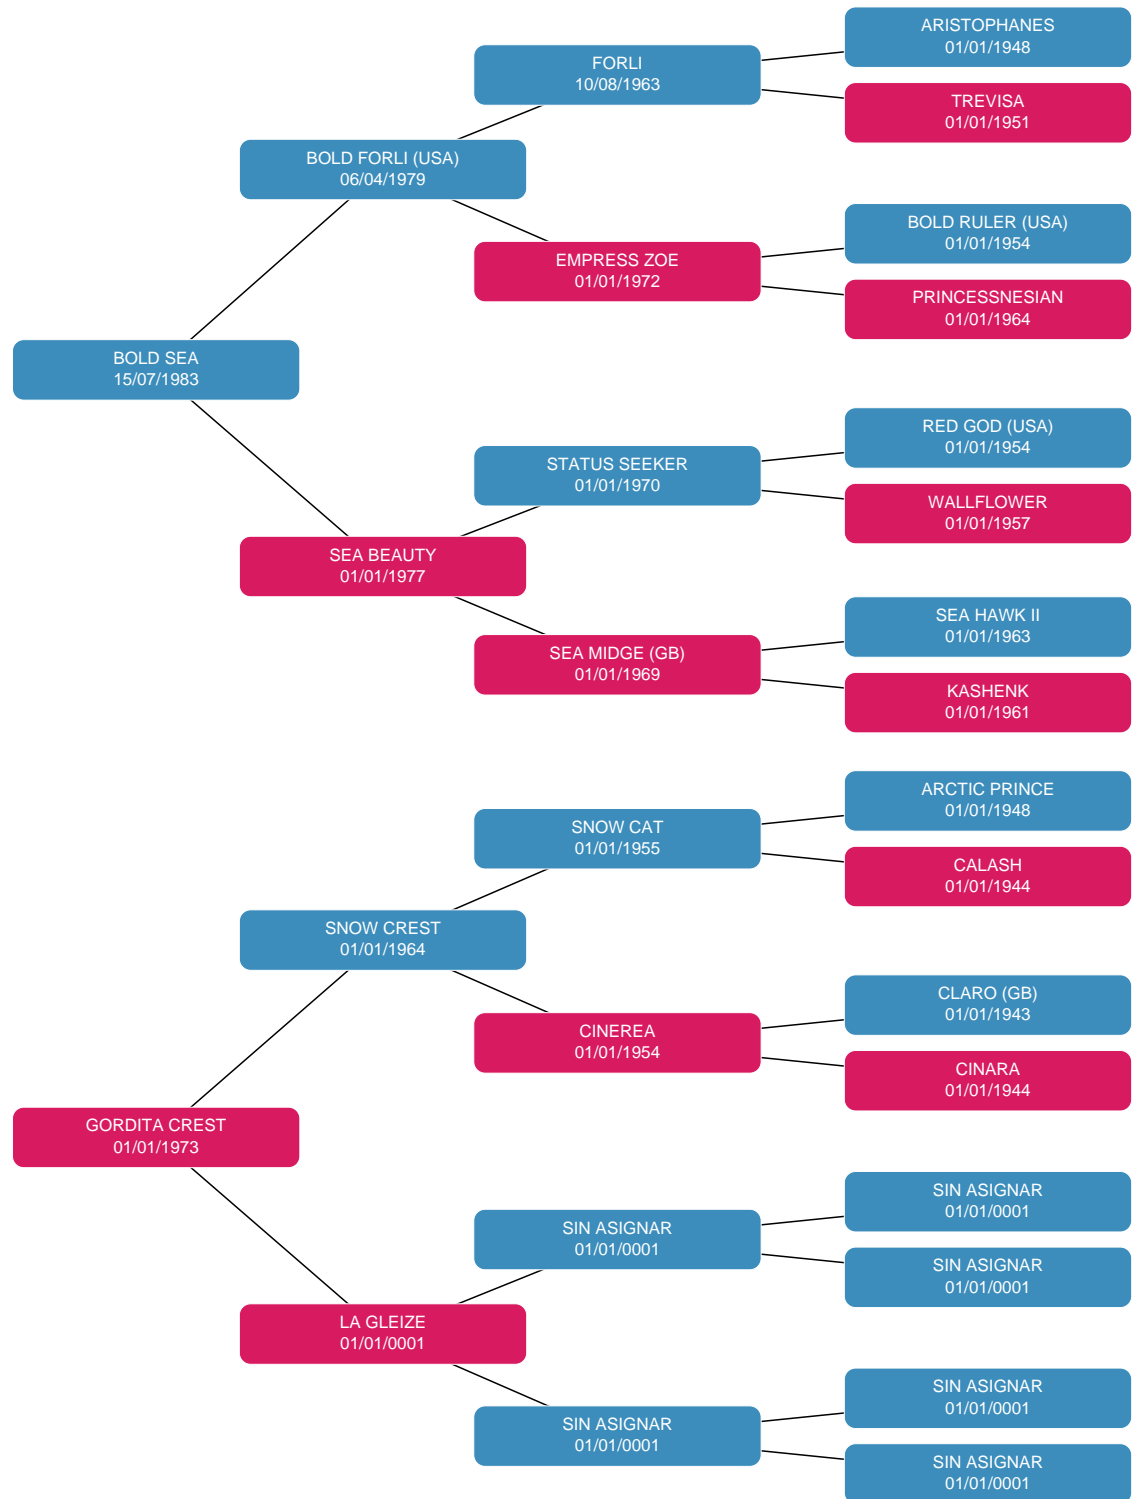 ARISTOPHANES
01/01/1948
FORLI
10/08/1963
TREVISA
01/01/1951
BOLD FORLI (USA)
06/04/1979
BOLD RULER (USA)
01/01/1954
EMPRESS ZOE
01/01/1972
PRINCESSNESIAN
01/01/1964
BOLD SEA
15/07/1983
RED GOD (USA)
01/01/1954
STATUS SEEKER
01/01/1970
WALLFLOWER
01/01/1957
SEA BEAUTY
01/01/1977
SEA HAWK II
01/01/1963
SEA MIDGE (GB)
01/01/1969
KASHENK
01/01/1961
ARCTIC PRINCE
01/01/1948
SNOW CAT
01/01/1955
CALASH
01/01/1944
SNOW CREST
01/01/1964
CLARO (GB)
01/01/1943
CINEREA
01/01/1954
CINARA
01/01/1944
GORDITA CREST
01/01/1973
SIN ASIGNAR
01/01/0001
SIN ASIGNAR
01/01/0001
SIN ASIGNAR
01/01/0001
LA GLEIZE
01/01/0001
SIN ASIGNAR
01/01/0001
SIN ASIGNAR
01/01/0001
SIN ASIGNAR
01/01/0001